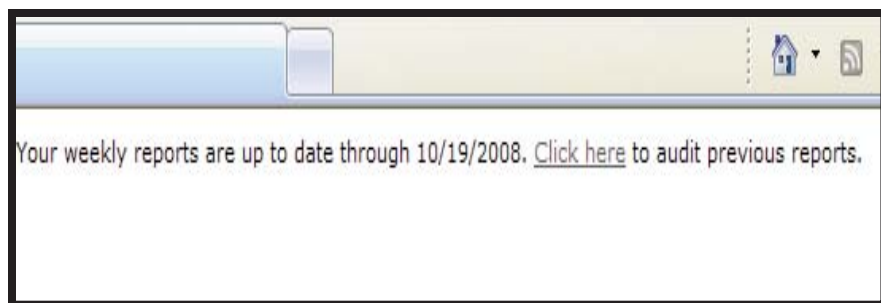 Your weekly reports are up to date through 10/19/2008. Click here to audit previous reports.